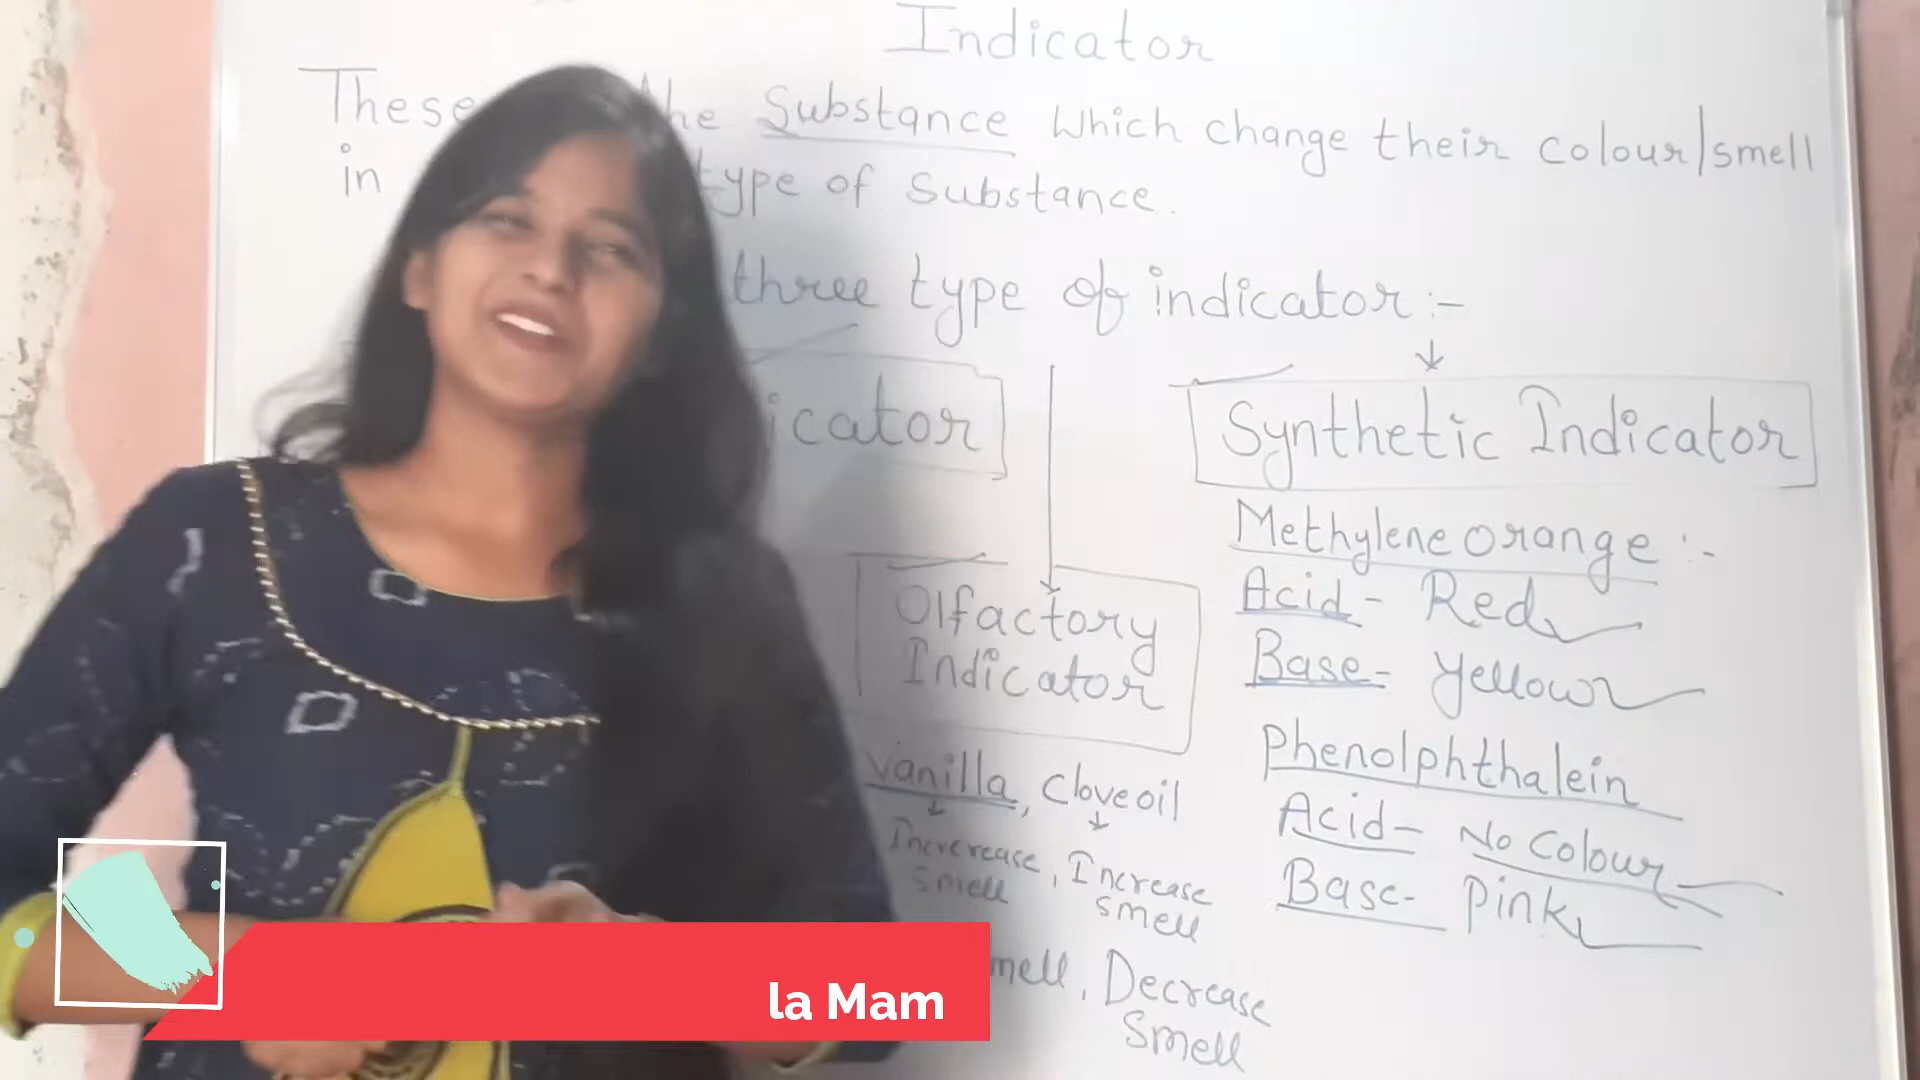 Indicator
These the Substance which change their colour/smell
in type of substance.
three type of indicator :-
icator
Synthetic Indicator
Methylene orange :-
Acid - Red
Base - Yellow
Phenolphthalein
Acid - No Colour
Base - Pink
Olfactory
Indicator
Vanilla, Clove oil
Increrease, Increase
smell smell
mell, Decrease
Smell
la Mam